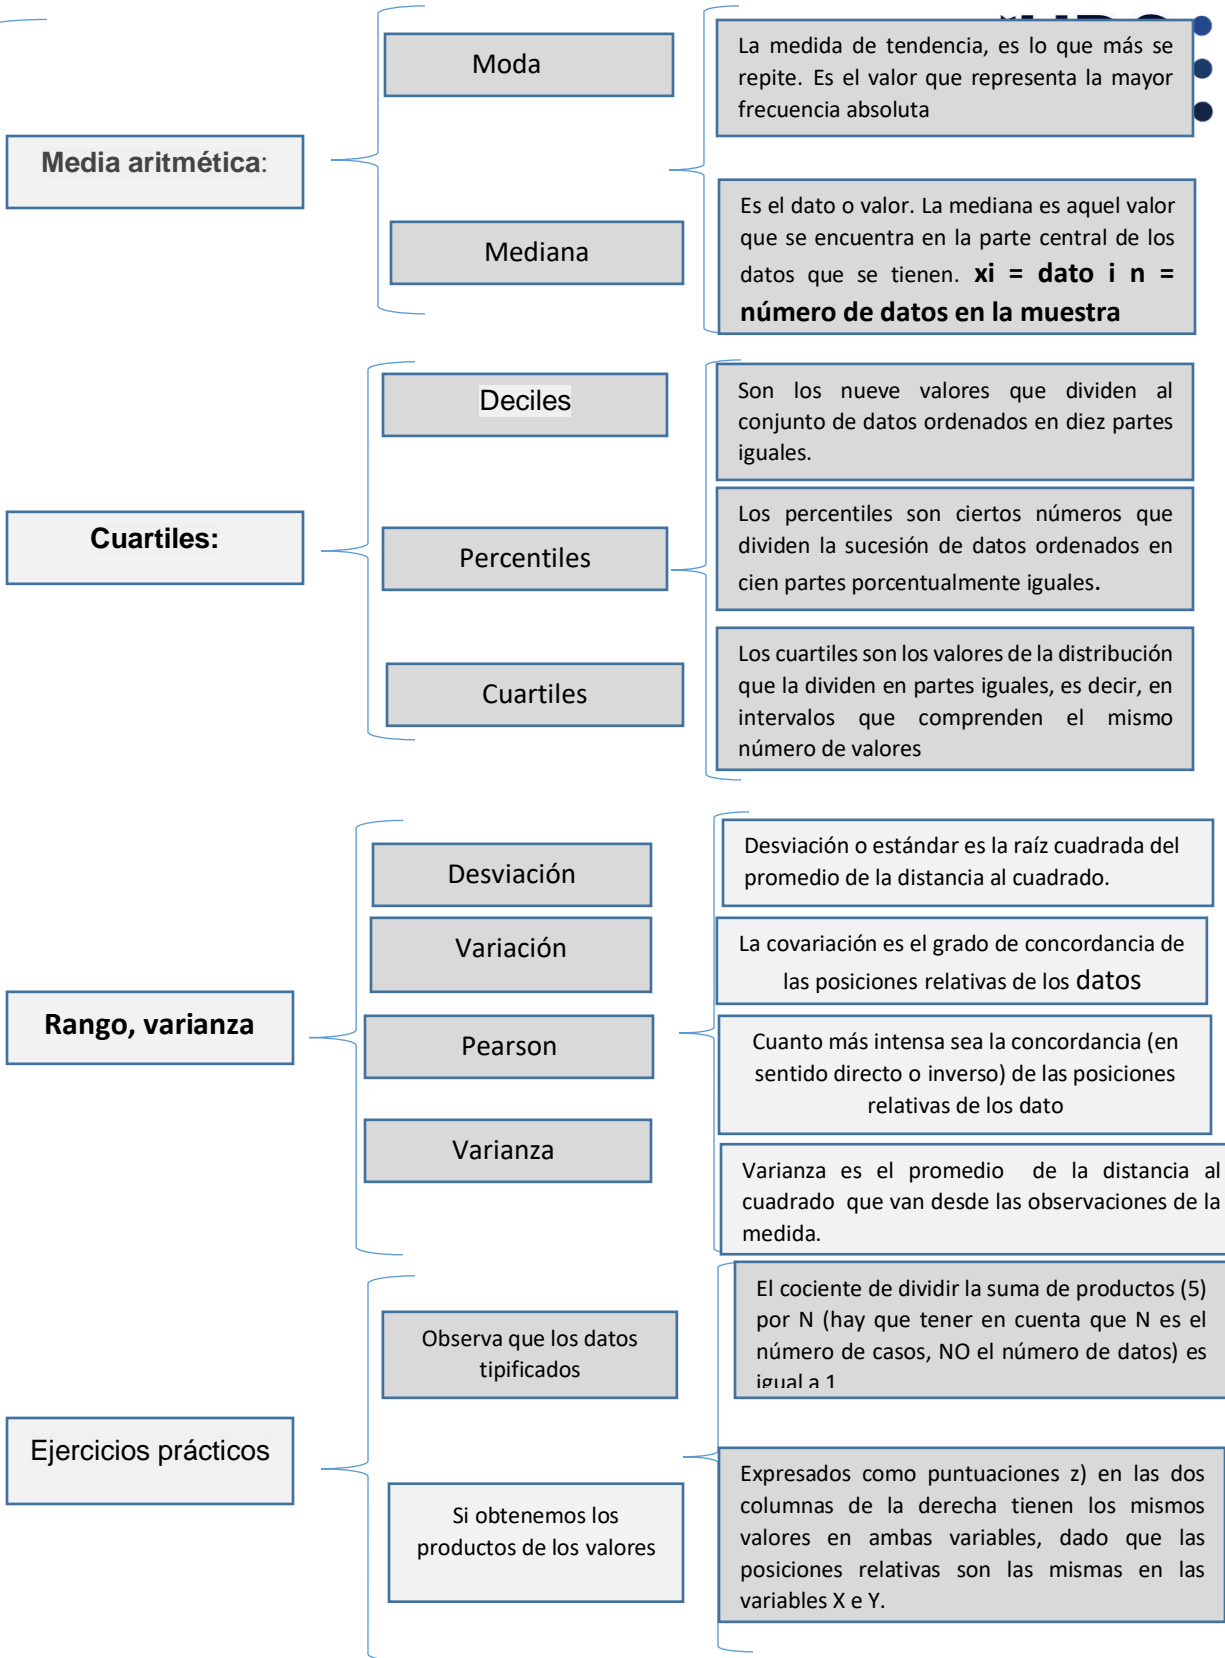 Moda
La medida de tendencia, es lo que más se
repite. Es el valor que representa la mayor
frecuencia absoluta
Media aritmética:
Mediana
Es el dato o valor. La mediana es aquel valor
que se encuentra en la parte central de los
datos que se tienen. xi = dato i n =
número de datos en la muestra
Deciles
Son los nueve valores que dividen al
conjunto de datos ordenados en diez partes
iguales.
Cuartiles:
Percentiles
Los percentiles son ciertos números que
dividen la sucesión de datos ordenados en
cien partes porcentualmente iguales.
Cuartiles
Los cuartiles son los valores de la distribución
que la dividen en partes iguales, es decir, en
intervalos que comprenden el mismo
número de valores
Desviación
Desviación o estándar es la raíz cuadrada del
promedio de la distancia al cuadrado.
Variación
La covariación es el grado de concordancia de
las posiciones relativas de los datos
Rango, varianza
Pearson
Cuanto más intensa sea la concordancia (en
sentido directo o inverso) de las posiciones
relativas de los dato
Varianza
Varianza es el promedio de la distancia al
cuadrado que van desde las observaciones de la
medida.
Observa que los datos
tipificados
El cociente de dividir la suma de productos (5)
por N (hay que tener en cuenta que N es el
número de casos, NO el número de datos) es
igual a 1
Ejercicios prácticos
Si obtenemos los
productos de los valores
Expresados como puntuaciones z) en las dos
columnas de la derecha tienen los mismos
valores en ambas variables, dado que las
posiciones relativas son las mismas en las
variables X e Y.